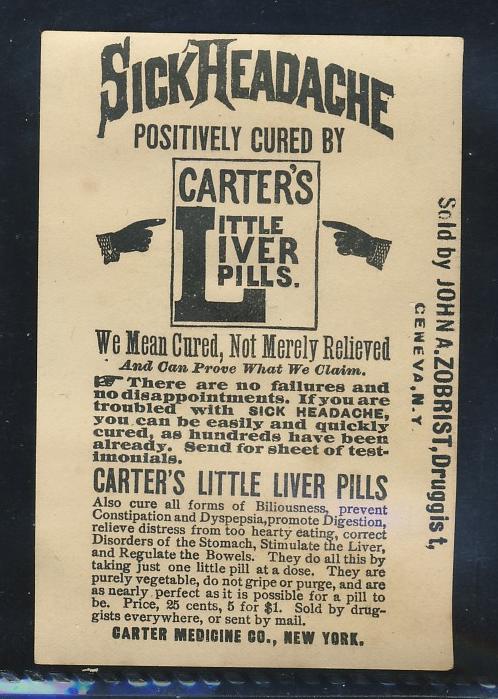 SICK HEADACHE
POSITIVELY CURED BY
CARTER'S
LITTLE
LIVER
PILLS.
We Mean Cured, Not Merely Relieved
And Can Prove What We Claim.
☞ There are no failures and
no disappointments. If you are
troubled with SICK HEADACHE,
you can be easily and quickly
cured, as hundreds have been
already. Send for sheet of test-
imonials.
CARTER'S LITTLE LIVER PILLS
Also cure all forms of Biliousness, prevent
Constipation and Dyspepsia, promote Digestion,
relieve distress from too hearty eating, correct
Disorders of the Stomach, Stimulate the Liver,
and Regulate the Bowels. They do all this by
taking just one little pill at a dose. They are
purely vegetable, do not gripe or purge, and are
as nearly perfect as it is possible for a pill to
be. Price, 25 cents, 5 for $1. Sold by drug-
gists everywhere, or sent by mail.
CARTER MEDICINE CO., NEW YORK.
Sold by JOHN A. ZOBRIST, Druggist,
GENEVA, N.Y.